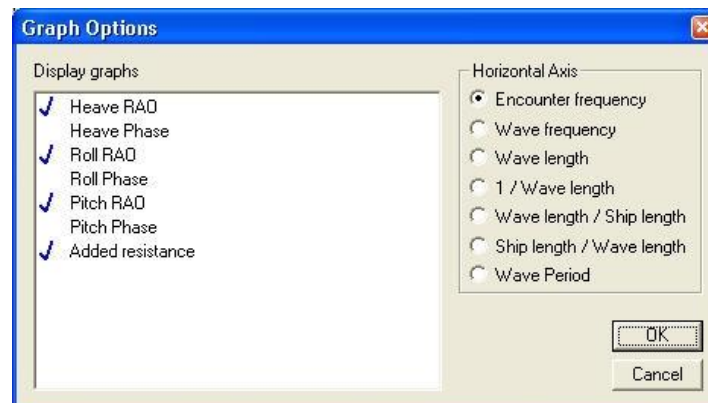 Graph Options
Display graphs
Heave RAO
Heave Phase
Roll RAO
Roll Phase
Pitch RAO
Pitch Phase
Added resistance
Horizontal Axis
Encounter frequency
Wave frequency
Wave length
1 / Wave length
Wave length / Ship length
Ship length / Wave length
Wave Period
OK
Cancel